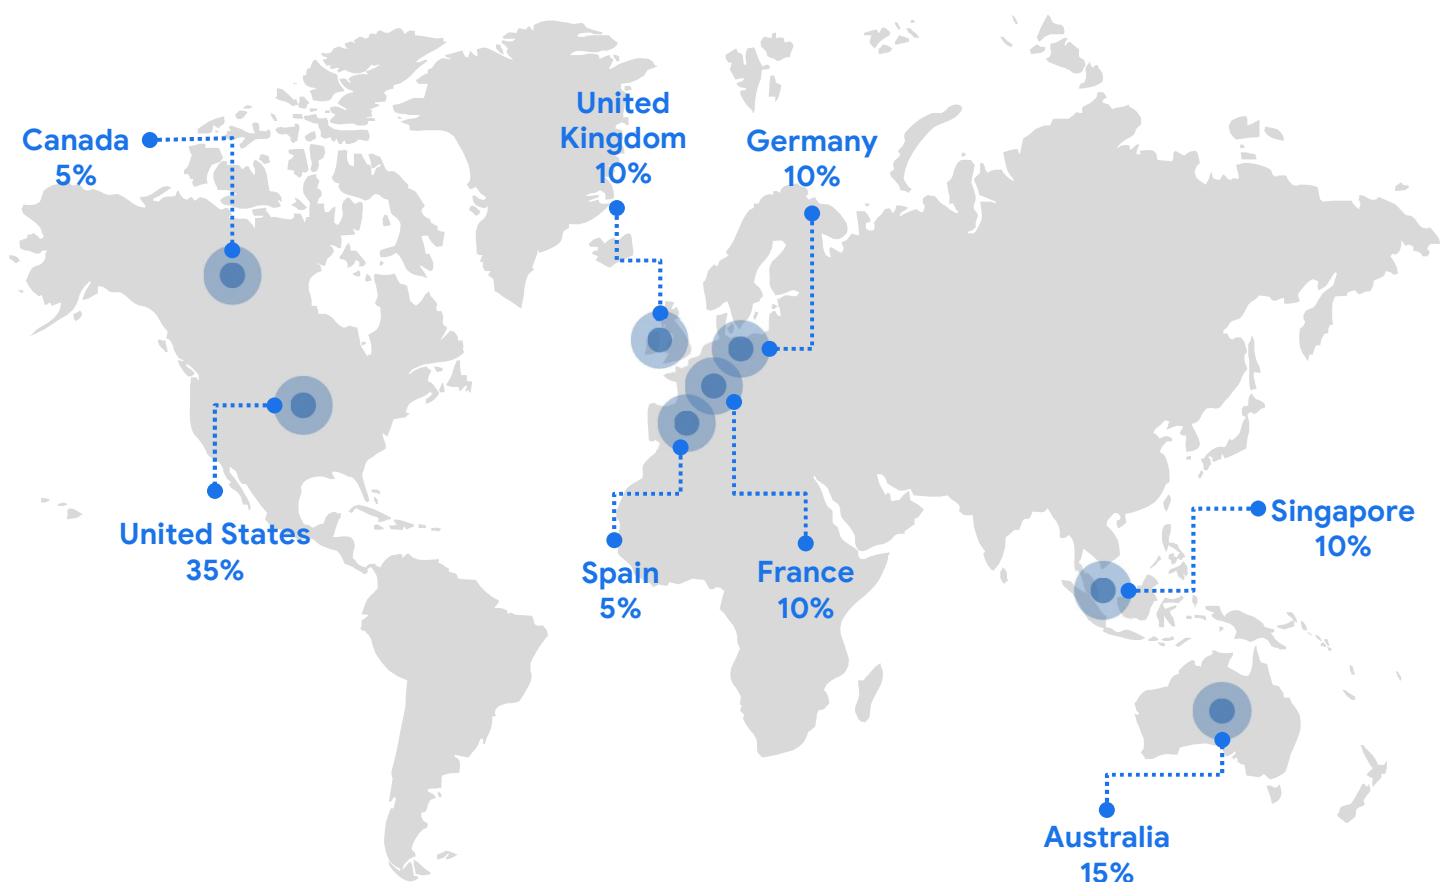 United
Kingdom
10%
Canada
5%
Germany
10%
United States
35%
Spain
5%
France
10%
Singapore
10%
Australia
15%